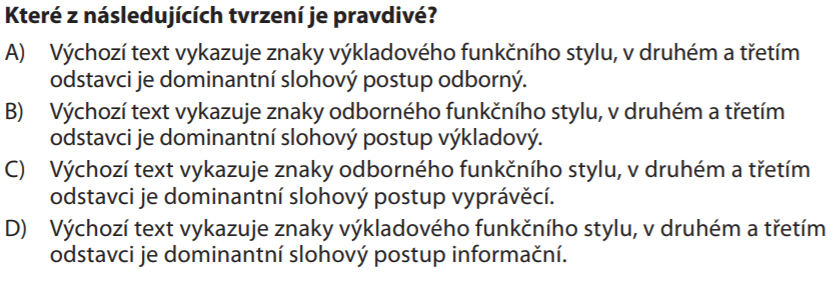 Které z následujících tvrzení je pravdivé?
A) Výchozí text vykazuje znaky výkladového funkčního stylu, v druhém a třetím
odstavci je dominantní slohový postup odborný.
B) Výchozí text vykazuje znaky odborného funkčního stylu, v druhém a třetím
odstavci je dominantní slohový postup výkladový.
C) Výchozí text vykazuje znaky odborného funkčního stylu, v druhém a třetím
odstavci je dominantní slohový postup vyprávěcí.
D) Výchozí text vykazuje znaky výkladového funkčního stylu, v druhém a třetím
odstavci je dominantní slohový postup informační.